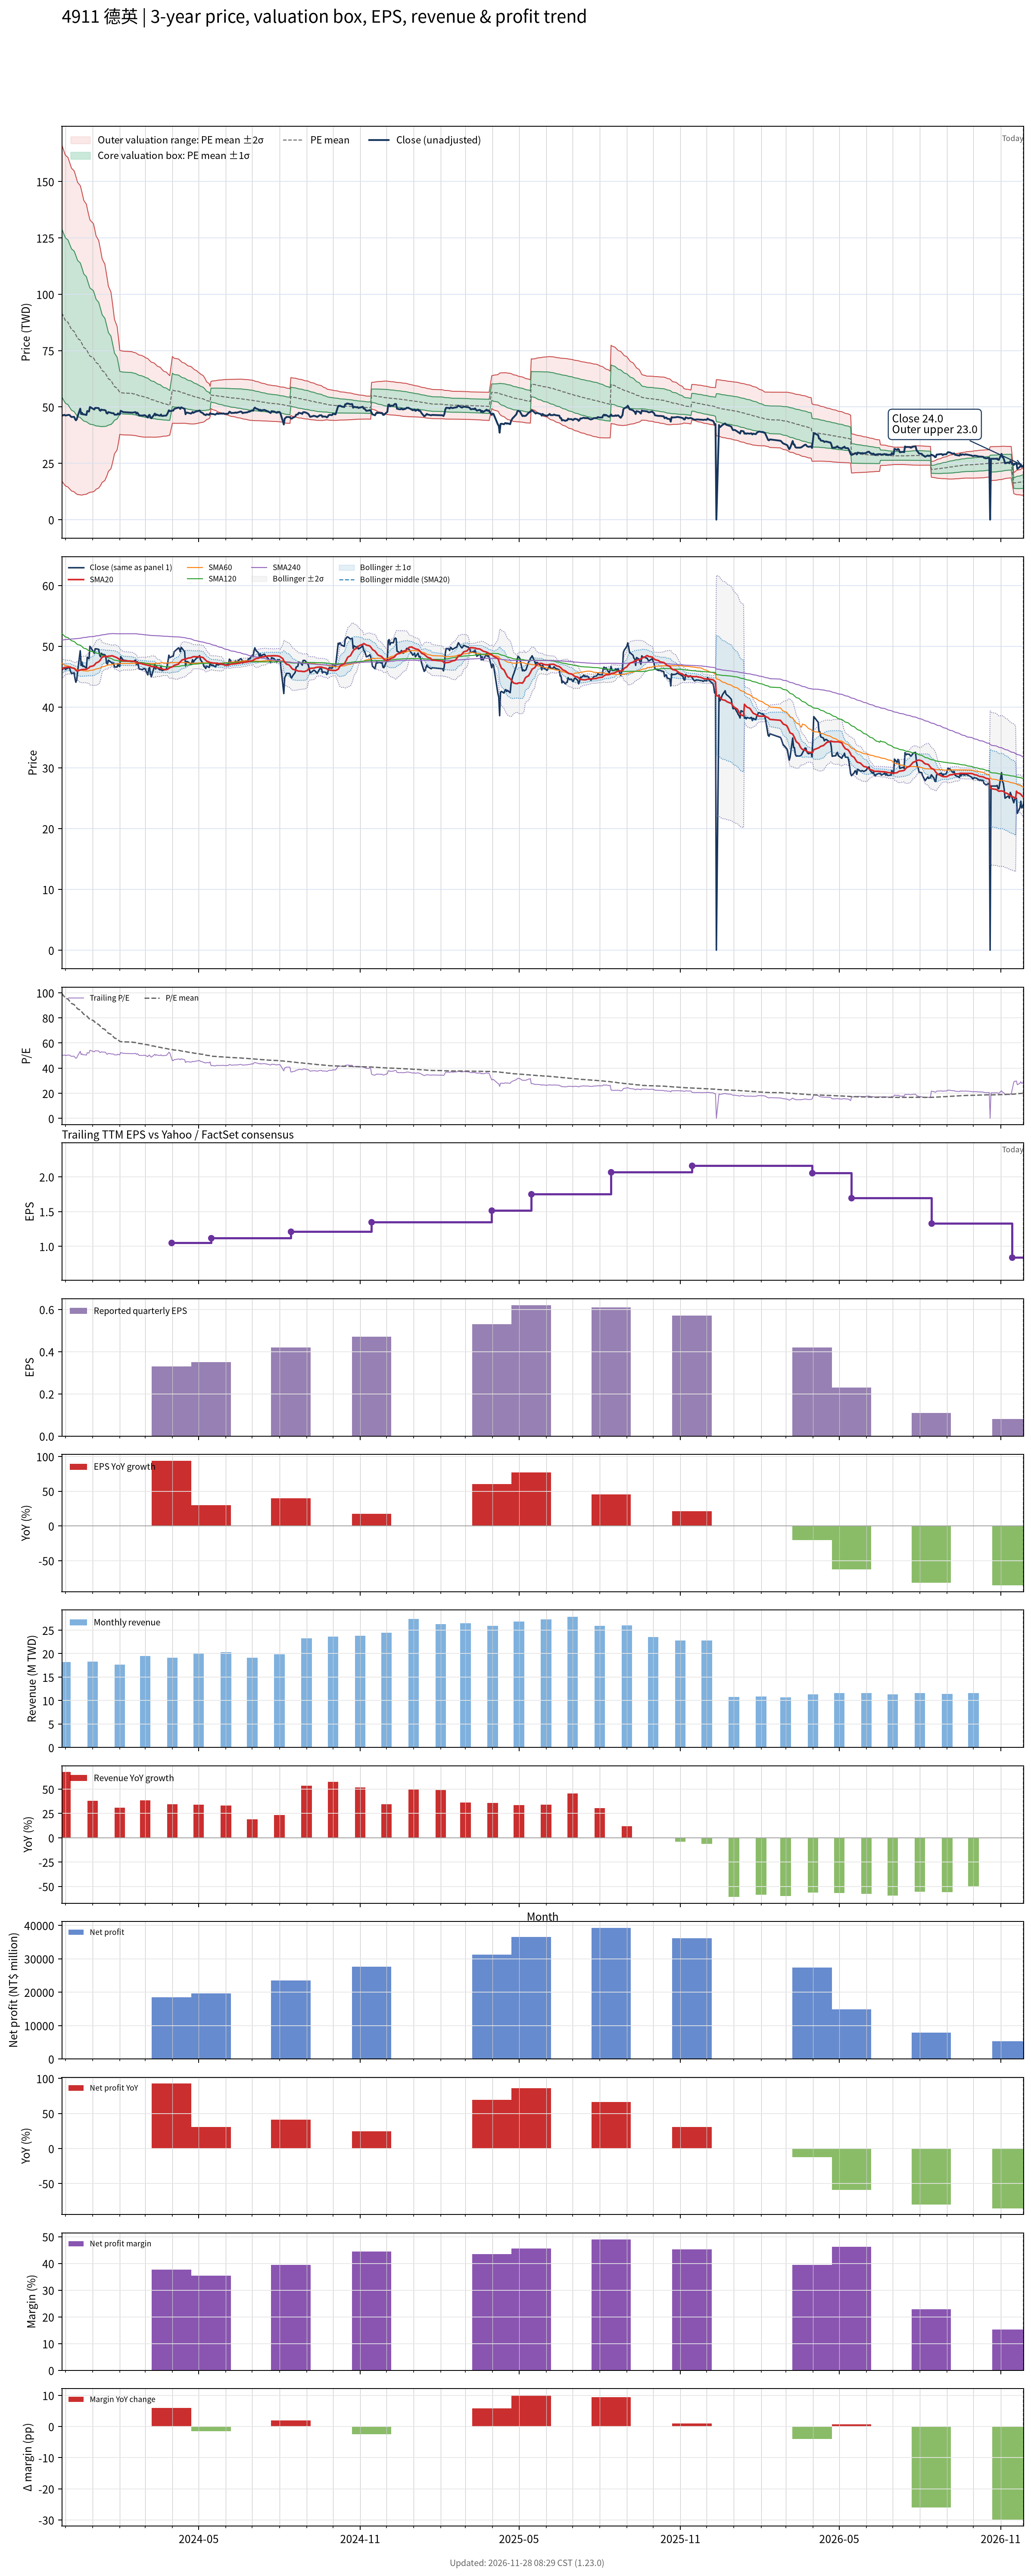 4911 德英 | 3-year price, valuation box, EPS, revenue & profit trend
Outer valuation range: PE mean ±2σ
Core valuation box: PE mean ±1σ
PE mean
Close (unadjusted)
Today
Close 24.0
Outer upper 23.0
Price (TWD)
150
125
100
75
50
25
0
Close (same as panel 1)
SMA20
SMA60
SMA120
SMA240
Bollinger ±2σ
Bollinger ±1σ
Bollinger middle (SMA20)
Price
60
50
40
30
20
10
0
Trailing P/E
P/E mean
P/E
100
80
60
40
20
0
Trailing TTM EPS vs Yahoo / FactSet consensus
Today
EPS
2.0
1.5
1.0
Reported quarterly EPS
EPS
0.6
0.4
0.2
0.0
EPS YoY growth
YoY (%)
100
50
0
-50
Monthly revenue
Revenue (M TWD)
25
20
15
10
5
0
Revenue YoY growth
YoY (%)
50
25
0
-25
-50
Month
Net profit
Net profit (NT$ million)
40000
30000
20000
10000
0
Net profit YoY
YoY (%)
100
50
0
-50
Net profit margin
Margin (%)
50
40
30
20
10
0
Margin YoY change
Δ margin (pp)
10
0
-10
-20
-30
2024-05
2024-11
2025-05
2025-11
2026-05
2026-11
Updated: 2026-11-28 08:29 CST (1.23.0)